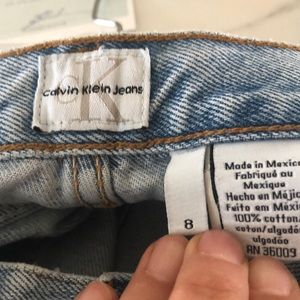 cK
Calvin Klein Jeans
8
Made in Mexico
Fabriqué au
Mexique
Hecho en Méjico
Feito em México
100% cotton
coton/algodón
algodão
RN 36009